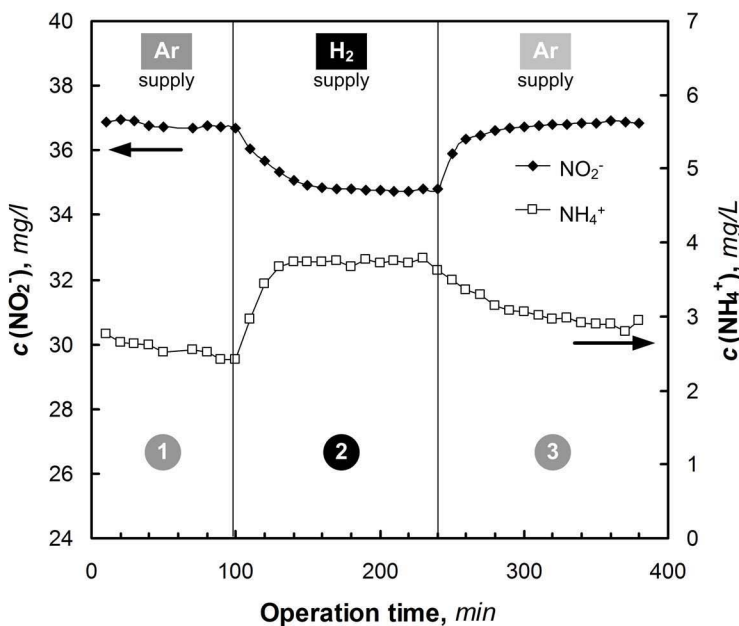 Ar
supply
H₂
supply
Ar
supply
c (NO₂⁻), mg/l
40
38
36
34
32
30
28
26
24
NO₂⁻
NH₄⁺
1
2
3
7
6
5
4
3
2
1
0
c (NH₄⁺), mg/L
0
100
200
300
400
Operation time, min